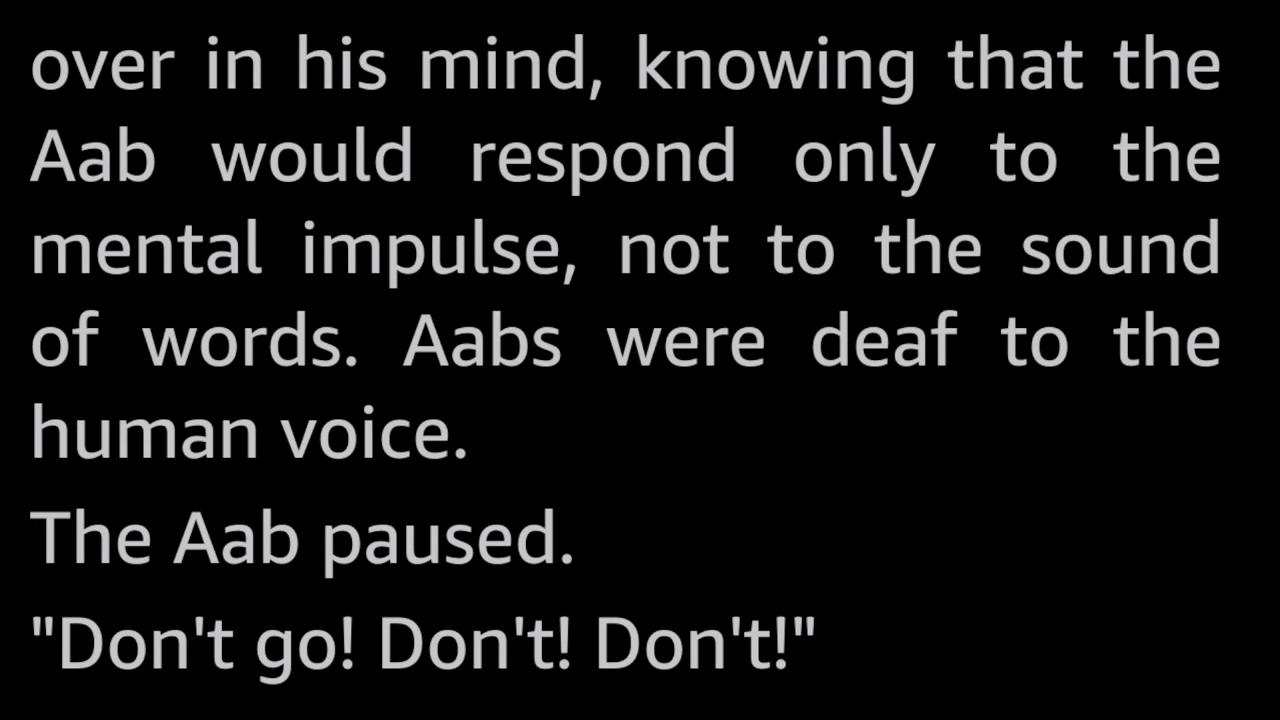 over in his mind, knowing that the
Aab would respond only to the
mental impulse, not to the sound
of words. Aabs were deaf to the
human voice.
The Aab paused.
"Don't go! Don't! Don't!"